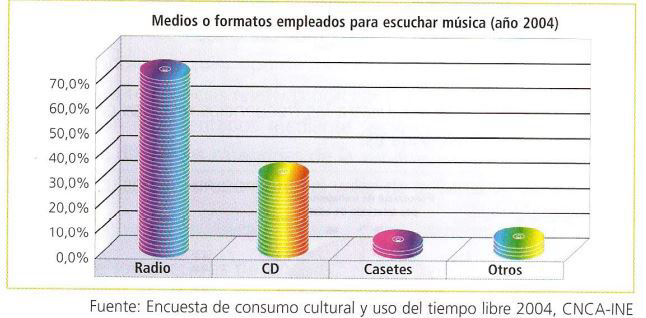 Medios o formatos empleados para escuchar música (año 2004)
70,0%
60,0%
50,0%
40,0%
30,0%
20,0%
10,0%
0,0%
Radio CD Casetes Otros
Fuente: Encuesta de consumo cultural y uso del tiempo libre 2004, CNCA-INE